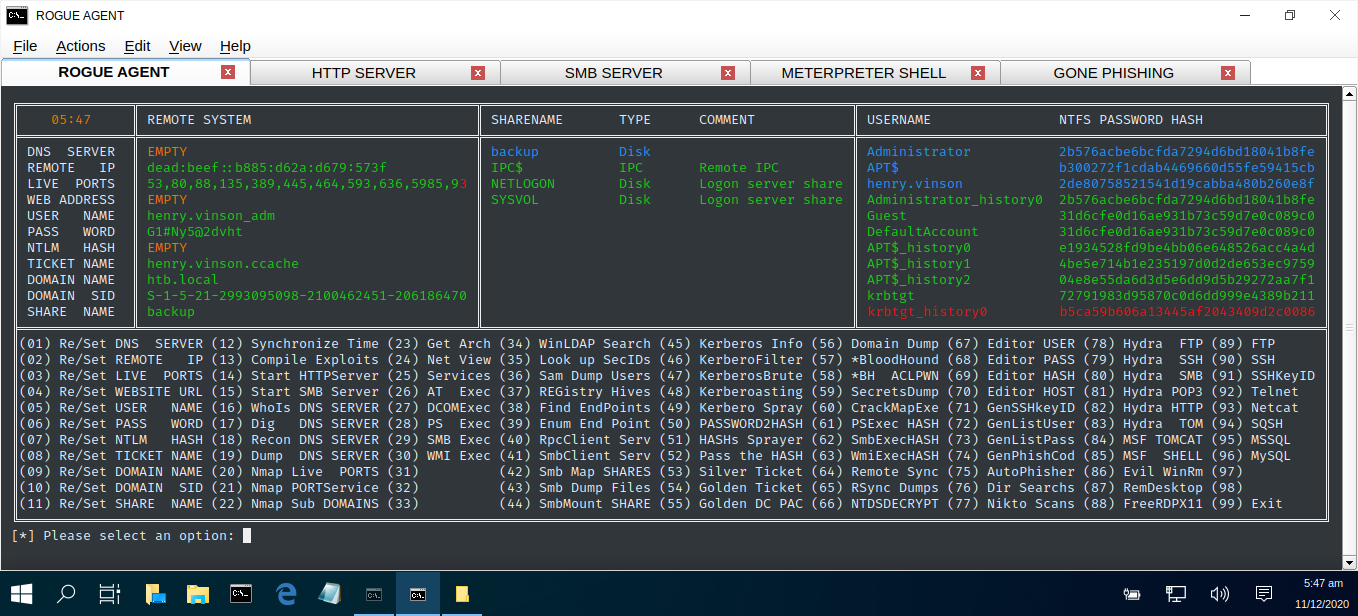 ROGUE AGENT
File Actions Edit View Help
ROGUE AGENT x HTTP SERVER x SMB SERVER x METERPRETER SHELL x GONE PHISHING x
05:47 REMOTE SYSTEM SHARENAME TYPE COMMENT USERNAME NTFS PASSWORD HASH
DNS SERVER EMPTY backup Disk Administrator 2b576acbe6bcfda7294d6bd18041b8fe
REMOTE IP dead:beef::b885:d62a:d679:573f IPC$ IPC Remote IPC APT$ b300272f1cdab4469660d55fe59415cb
LIVE PORTS 53,80,88,135,389,445,464,593,636,5985,93 NETLOGON Disk Logon server share henry.vinson 2de80758521541d19cabba480b260e8f
WEB ADDRESS EMPTY SYSVOL Disk Logon server share Administrator_history0 2b576acbe6bcfda7294d6bd18041b8fe
USER NAME henry.vinson_adm Guest 31d6cfe0d16ae931b73c59d7e0c089c0
PASS WORD G1#Ny5@2dvht DefaultAccount 31d6cfe0d16ae931b73c59d7e0c089c0
NTLM HASH EMPTY APT$_history0 e1934528fd9be4bb06e648526acc4a4d
TICKET NAME henry.vinson.ccache APT$_history1 4be5e714b1e235197d0d2de653ec9759
DOMAIN NAME htb.local APT$_history2 04e8e55da6d3d5e6dd9d5b29272aa7f1
DOMAIN SID S-1-5-21-2993095098-2100462451-206186470 krbtgt 72791983d95870c0d6dd999e4389b211
SHARE NAME backup krbtgt_history0 b5ca59b606a13445af2043409d2c0086
(01) Re/Set DNS SERVER (12) Synchronize Time (23) Get Arch (34) WinLDAP Search (45) Kerberos Info (56) Domain Dump (67) Editor USER (78) Hydra FTP (89) FTP
(02) Re/Set REMOTE IP (13) Compile Exploits (24) Net View (35) Look up SecIDs (46) KerberoFilter (57) *BloodHound (68) Editor PASS (79) Hydra SSH (90) SSH
(03) Re/Set LIVE PORTS (14) Start HTTPServer (25) Services (36) Sam Dump Users (47) KerberosBrute (58) *BH ACLPWN (69) Editor HASH (80) Hydra SMB (91) SSHKeyID
(04) Re/Set WEBSITE URL (15) Start SMB Server (26) AT Exec (37) REGistry Hives (48) Kerberoasting (59) SecretsDump (70) Editor HOST (81) Hydra POP3 (92) Telnet
(05) Re/Set USER NAME (16) WhoIs DNS SERVER (27) DCOMExec (38) Find EndPoints (49) Kerbero Spray (60) CrackMapExe (71) GenSSHkeyID (82) Hydra HTTP (93) Netcat
(06) Re/Set PASS WORD (17) Dig DNS SERVER (28) PS Exec (39) Enum End Point (50) PASSWORD2HASH (61) PSExec HASH (72) GenListUser (83) Hydra TOM (94) SQSH
(07) Re/Set NTLM HASH (18) Recon DNS SERVER (29) SMB Exec (40) RpcClient Serv (51) HASHs Sprayer (62) SmbExecHASH (73) GenListPass (84) MSF TOMCAT (95) MSSQL
(08) Re/Set TICKET NAME (19) Dump DNS SERVER (30) WMI Exec (41) SmbClient Serv (52) Pass the HASH (63) WmiExecHASH (74) GenPhishCod (85) MSF SHELL (96) MySQL
(09) Re/Set DOMAIN NAME (20) Nmap Live PORTS (31) (42) Smb Map SHARES (53) Silver Ticket (64) Remote Sync (75) AutoPhisher (86) Evil WinRm (97)
(10) Re/Set DOMAIN SID (21) Nmap PORTService (32) (43) Smb Dump Files (54) Golden Ticket (65) RSync Dumps (76) Dir Searchs (87) RemDesktop (98)
(11) Re/Set SHARE NAME (22) Nmap Sub DOMAINS (33) (44) SmbMount SHARE (55) Golden DC PAC (66) NTDSDECRYPT (77) Nikto Scans (88) FreeRDPX11 (99) Exit
[*] Please select an option:
5:47 am
11/12/2020